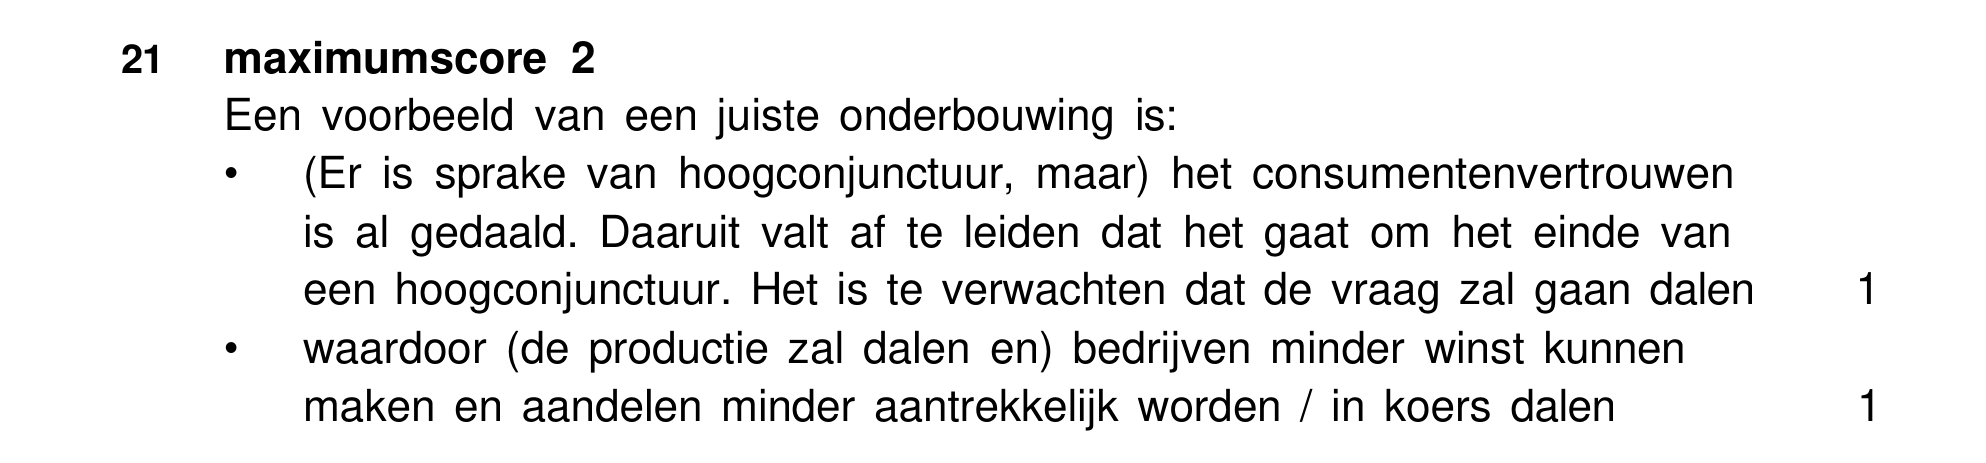 21 maximumscore 2
Een voorbeeld van een juiste onderbouwing is:
• (Er is sprake van hoogconjunctuur, maar) het consumentenvertrouwen
is al gedaald. Daaruit valt af te leiden dat het gaat om het einde van
een hoogconjunctuur. Het is te verwachten dat de vraag zal gaan dalen 1
• waardoor (de productie zal dalen en) bedrijven minder winst kunnen
maken en aandelen minder aantrekkelijk worden / in koers dalen 1